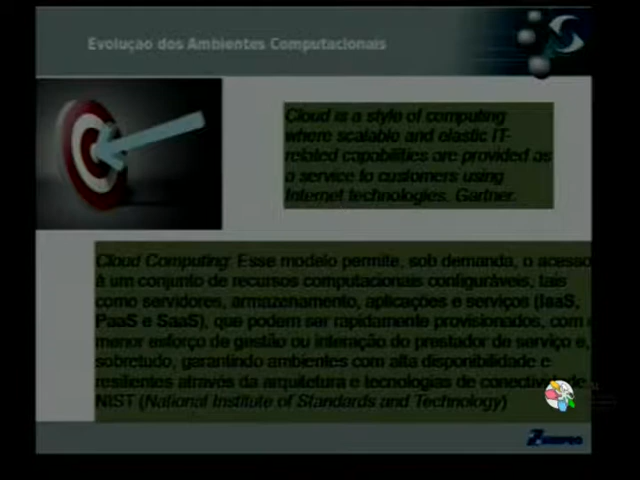 Evolução dos Ambientes Computacionais
Cloud is a style of computing
where scalable and elastic IT-
related capabilities are provided as
a service to customers using
Internet technologies. Gartner.
Cloud Computing: Esse modelo permite, sob demanda, o acesso
à um conjunto de recursos computacionais configuráveis, tais
como servidores, armazenamento, aplicações e serviços (IaaS,
PaaS e SaaS), que podem ser rapidamente provisionados, com
menor esforço de gestão ou interação do prestador de serviço e,
sobretudo, garantindo ambientes com alta disponibilidade e
resilientes através da arquitetura e tecnologias de conectividade.
NIST (National Institute of Standards and Technology)